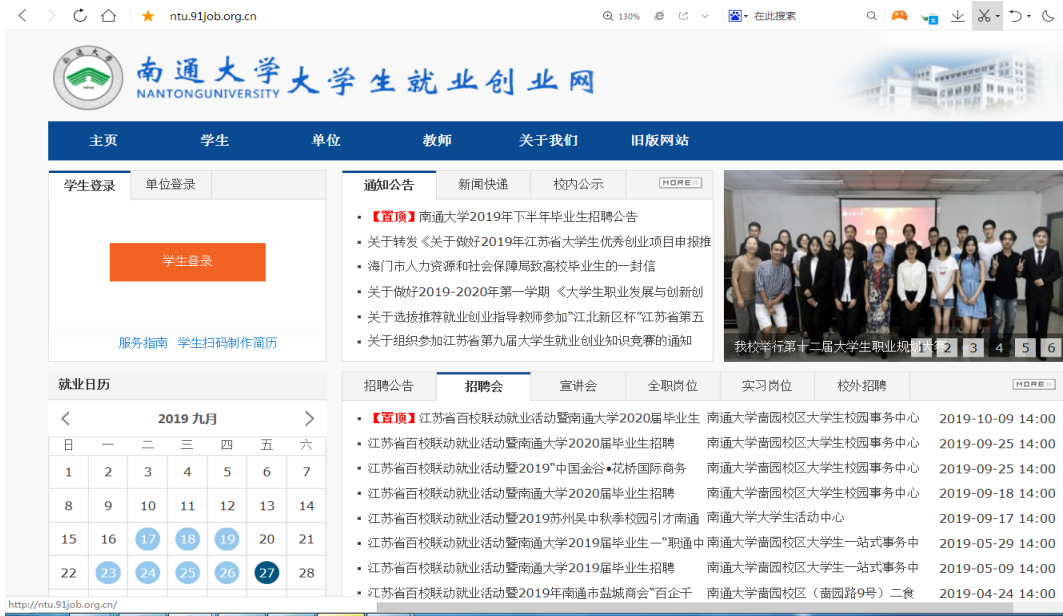 ntu.91job.org.cn
130%
在此搜索
南通大学大学生就业创业网
NANTONGUNIVERSITY
主页 学生 单位 教师 关于我们 旧版网站
学生登录 单位登录
学生登录
服务指南 学生扫码制作简历
通知公告 新闻快递 校内公示 MORE
【置顶】南通大学2019年下半年毕业生招聘公告
关于转发《关于做好2019年江苏省大学生优秀创业项目申报推
海门市人力资源和社会保障局致高校毕业生的一封信
关于做好2019-2020年第一学期《大学生职业发展与创新创
关于选拔推荐就业创业指导教师参加“江北新区杯”江苏省第五
关于组织参加江苏省第九届大学生就业创业知识竞赛的通知
我校举行第十二届大学生职业规划大赛
1 2 3 4 5 6
就业日历
2019 九月
日 一 二 三 四 五 六
1 2 3 4 5 6 7
8 9 10 11 12 13 14
15 16 17 18 19 20 21
22 23 24 25 26 27 28
招聘公告 招聘会 宣讲会 全职岗位 实习岗位 校外招聘 MORE
【置顶】江苏省百校联动就业活动暨南通大学2020届毕业生 南通大学啬园校区大学生校园事务中心 2019-10-09 14:00
江苏省百校联动就业活动暨南通大学2020届毕业生招聘 南通大学啬园校区大学生校园事务中心 2019-09-25 14:00
江苏省百校联动就业活动暨2019“中国金谷•花桥国际商务 南通大学啬园校区大学生校园事务中心 2019-09-25 14:00
江苏省百校联动就业活动暨南通大学2020届毕业生招聘 南通大学啬园校区大学生校园事务中心 2019-09-18 14:00
江苏省百校联动就业活动暨2019苏州吴中秋季校园引才南通 南通大学大学生活动中心 2019-09-17 14:00
江苏省百校联动就业活动暨南通大学2019届毕业生一“职通中 南通大学啬园校区大学生一站式事务中 2019-05-29 14:00
江苏省百校联动就业活动暨南通大学2019届毕业生招聘 南通大学啬园校区大学生一站式事务中 2019-05-09 14:00
江苏省百校联动就业活动暨2019年南通市盐城商会“百企千 南通大学啬园校区（啬园路9号）二食 2019-04-24 14:00
http://ntu.91job.org.cn/